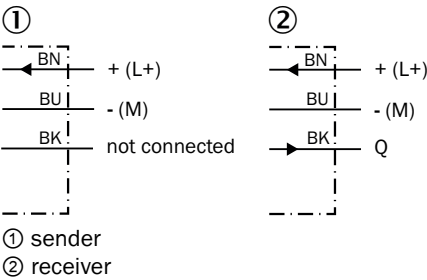 ① ②
BN + (L+) BN + (L+)
BU - (M) BU - (M)
BK not connected BK Q
① sender
② receiver